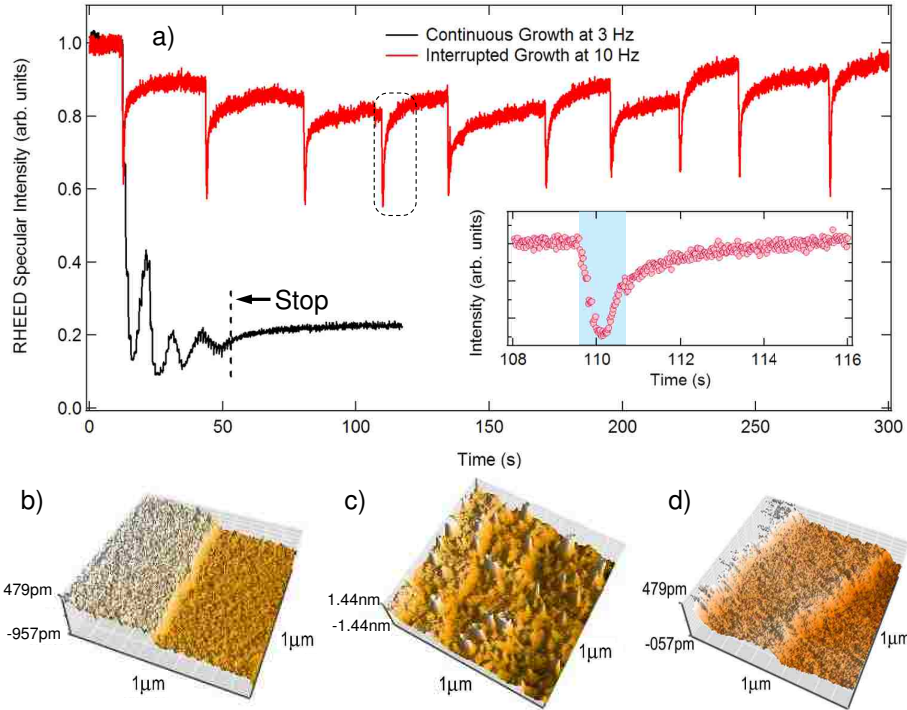 a)
Continuous Growth at 3 Hz
Interrupted Growth at 10 Hz
RHEED Specular Intensity (arb. units)
1.0
0.8
0.6
0.4
0.2
0.0
Stop
Intensity (arb. units)
108
110
112
114
116
Time (s)
0
50
100
150
200
250
300
Time (s)
b)
479pm
-957pm
1μm
1μm
c)
1.44nm
-1.44nm
1μm
1μm
d)
479pm
-057pm
1μm
1μm